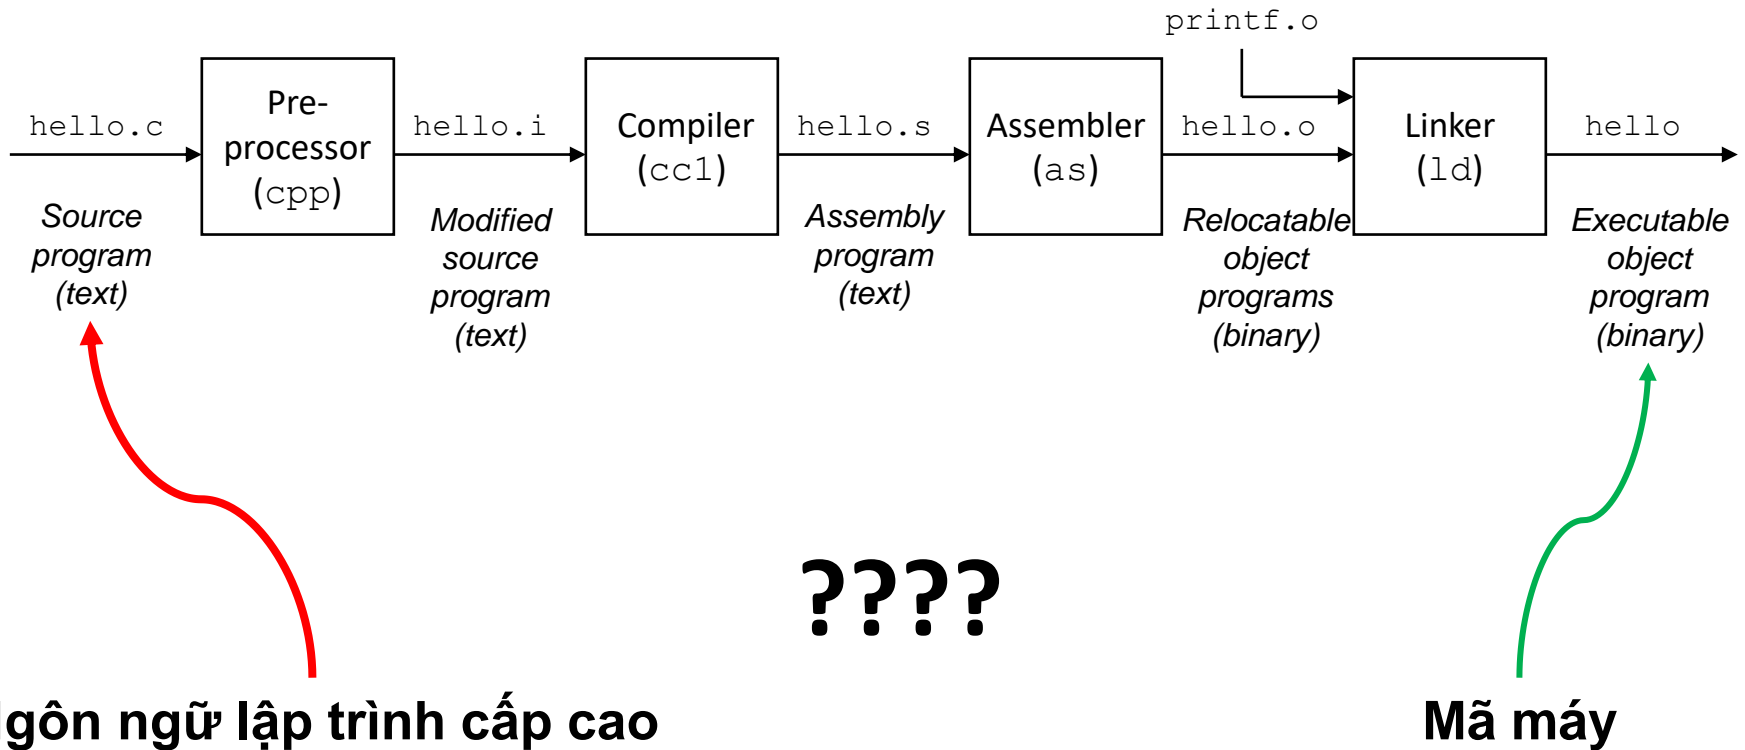 printf.o
hello.c
Pre-
processor
(cpp)
hello.i
Compiler
(cc1)
hello.s
Assembler
(as)
hello.o
Linker
(ld)
hello
Source
program
(text)
Modified
source
program
(text)
Assembly
program
(text)
Relocatable
object
programs
(binary)
Executable
object
program
(binary)
????
gôn ngữ lập trình cấp cao
Mã máy